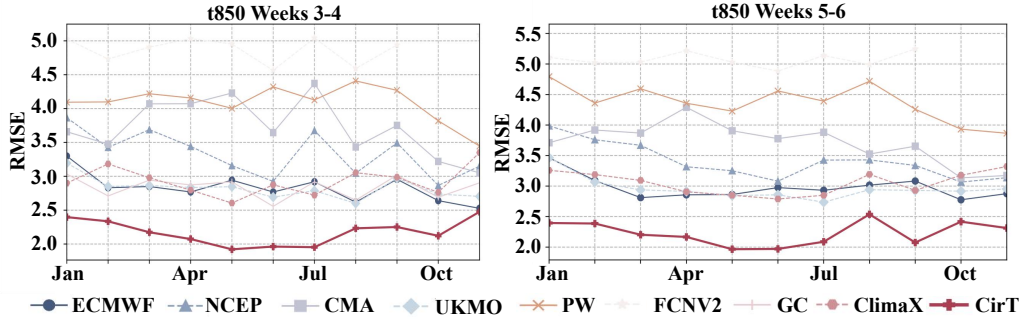 t850 Weeks 3-4
t850 Weeks 5-6
RMSE
5.0
4.5
4.0
3.5
3.0
2.5
2.0
Jan Apr Jul Oct
RMSE
5.5
5.0
4.5
4.0
3.5
3.0
2.5
2.0
Jan Apr Jul Oct
ECMWF NCEP CMA UKMO PW FCNV2 GC ClimaX CirT